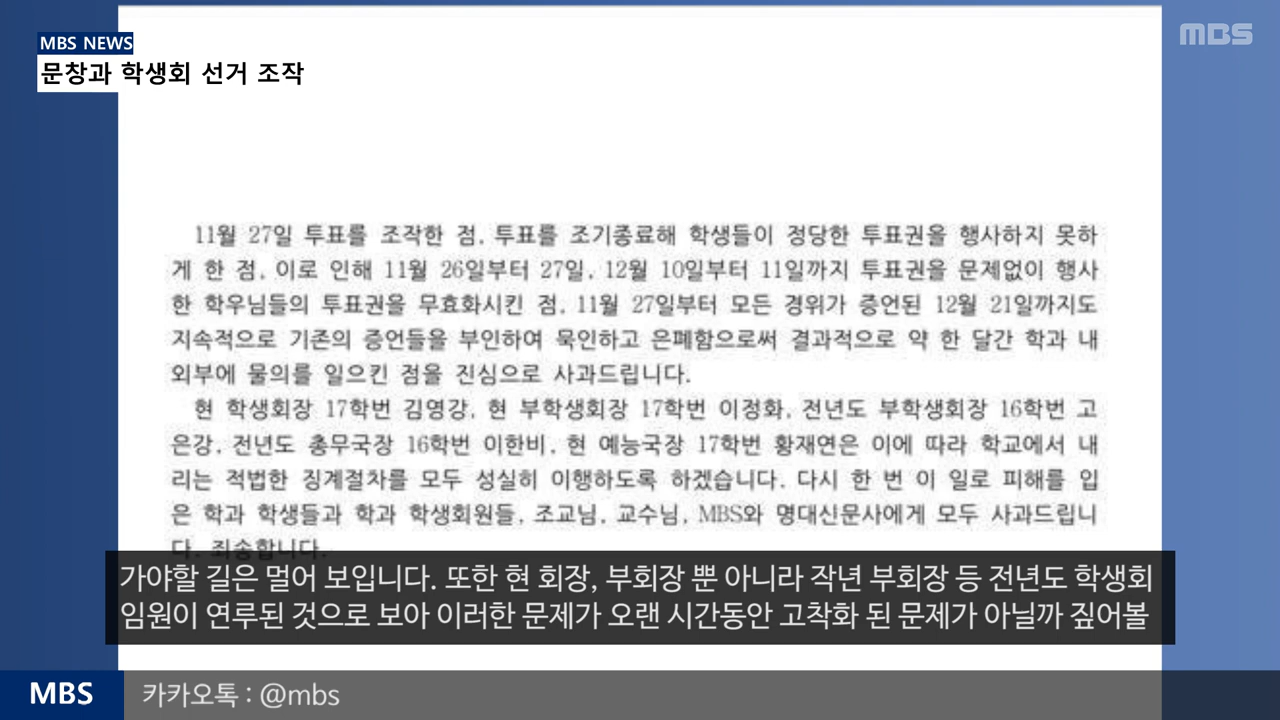 MBS NEWS
mbs
문창과 학생회 선거 조작
11월 27일 투표를 조작한 점, 투표를 조기종료해 학생들이 정당한 투표권을 행사하지 못하
게 한 점, 이로 인해 11월 26일부터 27일, 12월 10일부터 11일까지 투표권을 문제없이 행사
한 학우님들의 투표권을 무효화시킨 점, 11월 27일부터 모든 경위가 증언된 12월 21일까지도
지속적으로 기존의 증언들을 부인하여 묵인하고 은폐함으로써 결과적으로 약 한 달간 학과 내
외부에 물의를 일으킨 점을 진심으로 사과드립니다.
현 학생회장 17학번 김영강, 현 부학생회장 17학번 이정화, 전년도 부학생회장 16학번 고
은강, 전년도 총무국장 16학번 이한비, 현 예능국장 17학번 황재연은 이에 따라 학교에서 내
리는 적법한 징계절차를 모두 성실히 이행하도록 하겠습니다. 다시 한 번 이 일로 피해를 입
은 학과 학생들과 학과 학생회원들, 조교님, 교수님, MBS와 명대신문사에게 모두 사과드립니
다. 죄송합니다.
가야할 길은 멀어 보입니다. 또한 현 회장, 부회장 뿐 아니라 작년 부회장 등 전년도 학생회
임원이 연루된 것으로 보아 이러한 문제가 오랜 시간동안 고착화 된 문제가 아닐까 짚어볼
MBS 카카오톡 : @mbs